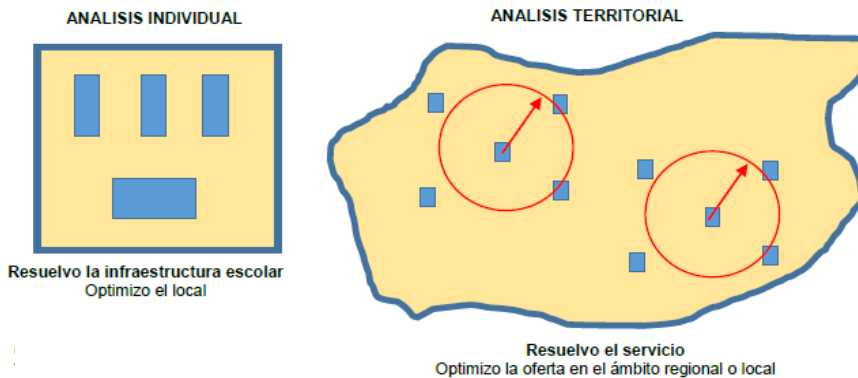 ANALISIS INDIVIDUAL
Resuelvo la infraestructura escolar
Optimizo el local
ANALISIS TERRITORIAL
Resuelvo el servicio
Optimizo la oferta en el ámbito regional o local